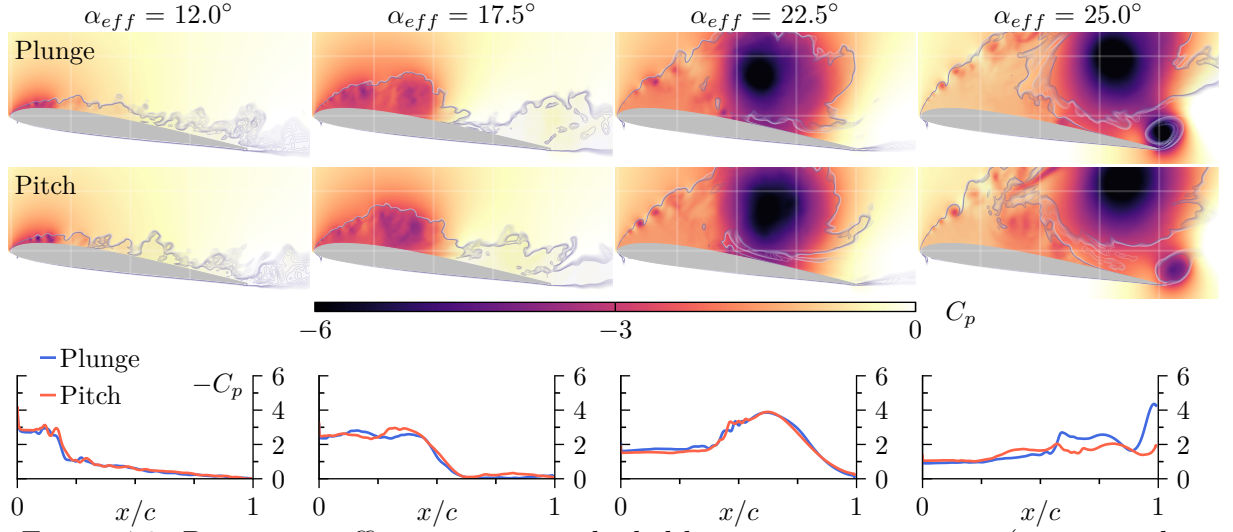 α_eff = 12.0° α_eff = 17.5° α_eff = 22.5° α_eff = 25.0°
Plunge
Pitch
−6 −3 0 C_p
Plunge
Pitch
−C_p
6 6 6 6
4 4 4 4
2 2 2 2
0 0 0 0
0 x/c 1 0 x/c 1 0 x/c 1 0 x/c 1